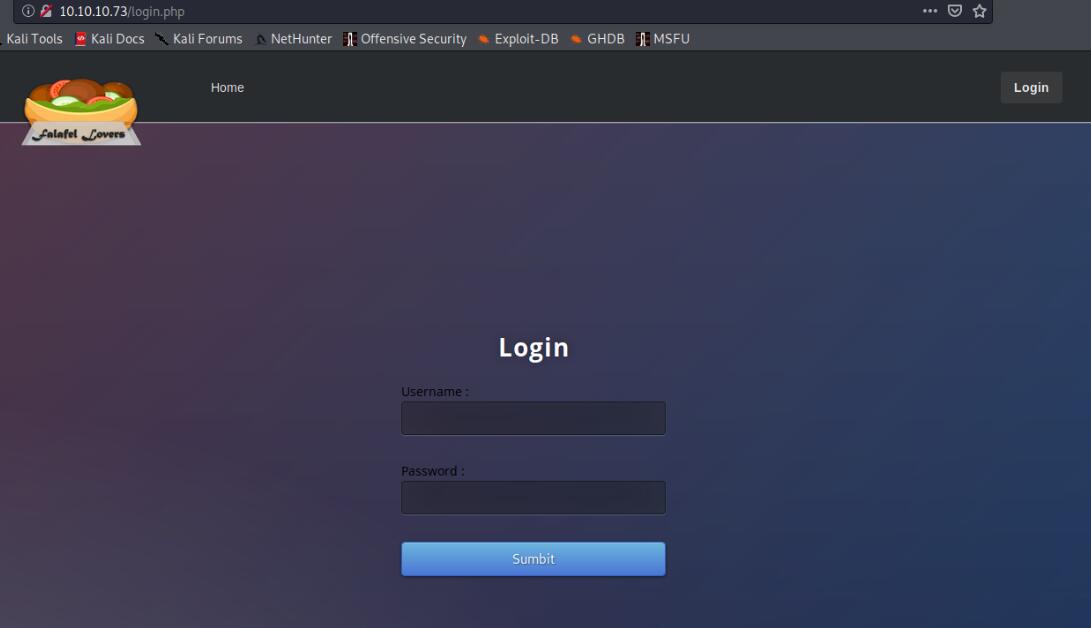 10.10.10.73/login.php
Kali Tools Kali Docs Kali Forums NetHunter Offensive Security Exploit-DB GHDB MSFU
Home Login
Falafel Lovers
Login
Username :
Password :
Sumbit